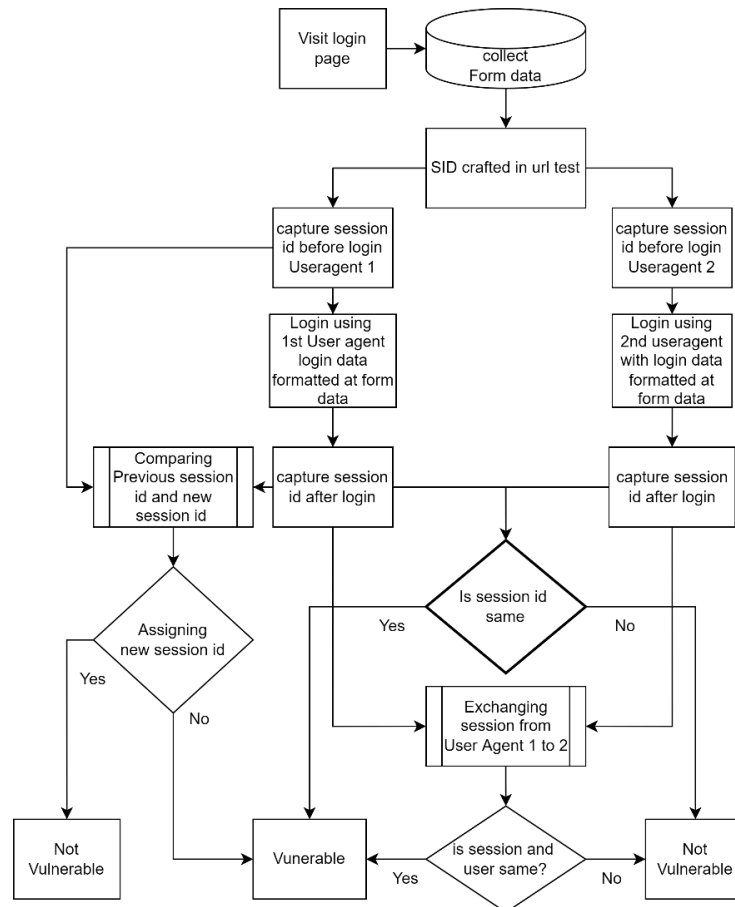 Visit login
page
collect
Form data
SID crafted in url test
capture session
id before login
Useragent 1
capture session
id before login
Useragent 2
Login using
1st User agent
login data
formatted at form
data
Login using
2nd useragent
with login data
formatted at
form data
Comparing
Previous session
id and new
session id
capture session
id after login
capture session
id after login
Is session id
same
Yes
No
Assigning
new session id
Yes
No
Exchanging
session from
User Agent 1 to 2
Not
Vulnerable
Vunerable
is session and
user same?
Yes
No
Not
Vulnerable